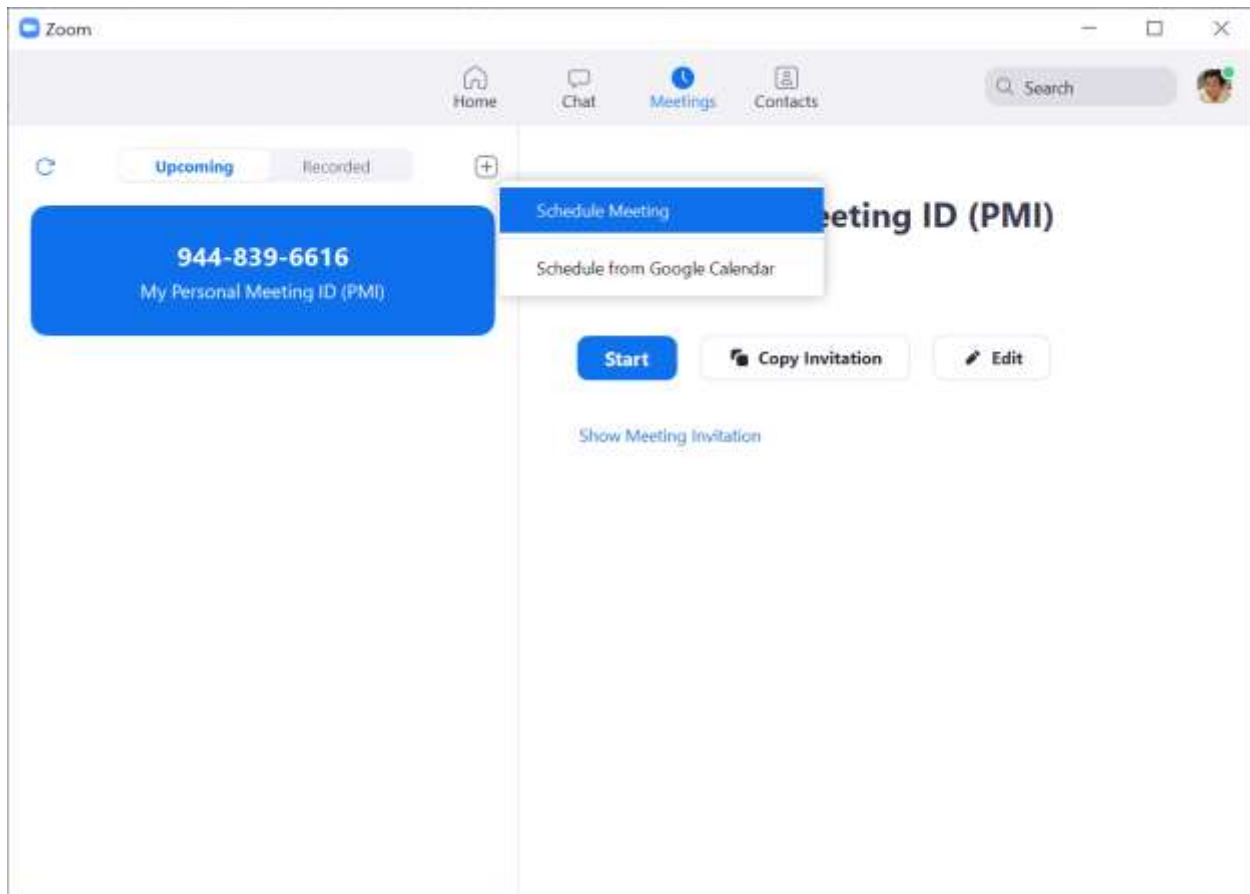 Zoom
Home
Chat
Meetings
Contacts
Search
Upcoming
Recorded
Schedule Meeting
Schedule from Google Calendar
eeting ID (PMI)
944-839-6616
My Personal Meeting ID (PMI)
Start
Copy Invitation
Edit
Show Meeting Invitation